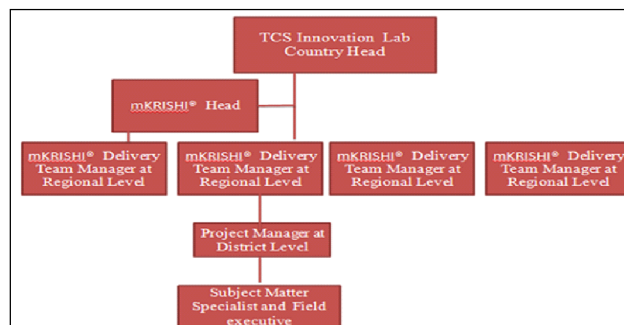 TCS Innovation Lab
Country Head
mKRISHI® Head
mKRISHI® Delivery
Team Manager at
Regional Level
mKRISHI® Delivery
Team Manager at
Regional Level
mKRISHI® Delivery
Team Manager at
Regional Level
mKRISHI® Delivery
Team Manager at
Regional Level
Project Manager at
District Level
Subject Matter
Specialist and Field
executive